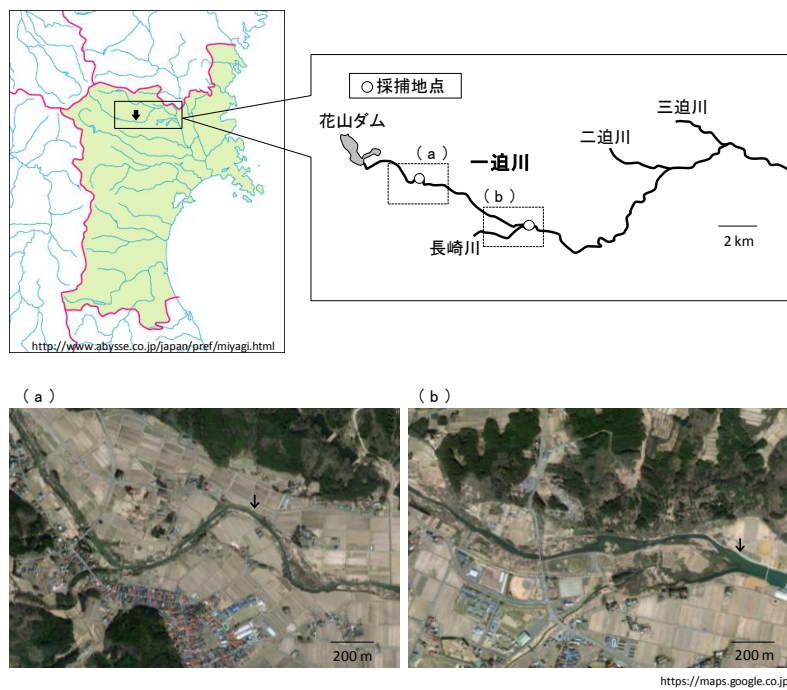 ○採捕地点
花山ダム
(a)
一迫川
二迫川
三迫川
(b)
長崎川
2 km
http://www.abysse.co.jp/japan/pref/miyagi.html
(a)
(b)
200 m
200 m
https://maps.google.co.jp